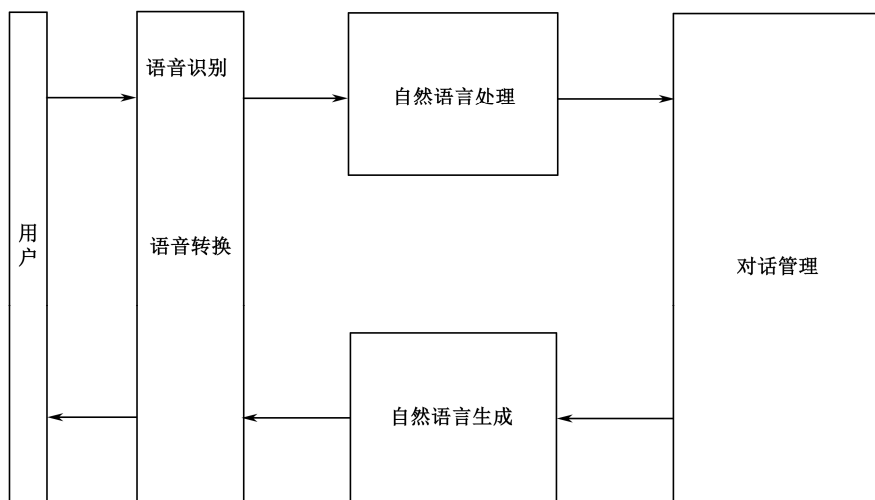 用户
语音识别
语音转换
自然语言处理
自然语言生成
对话管理